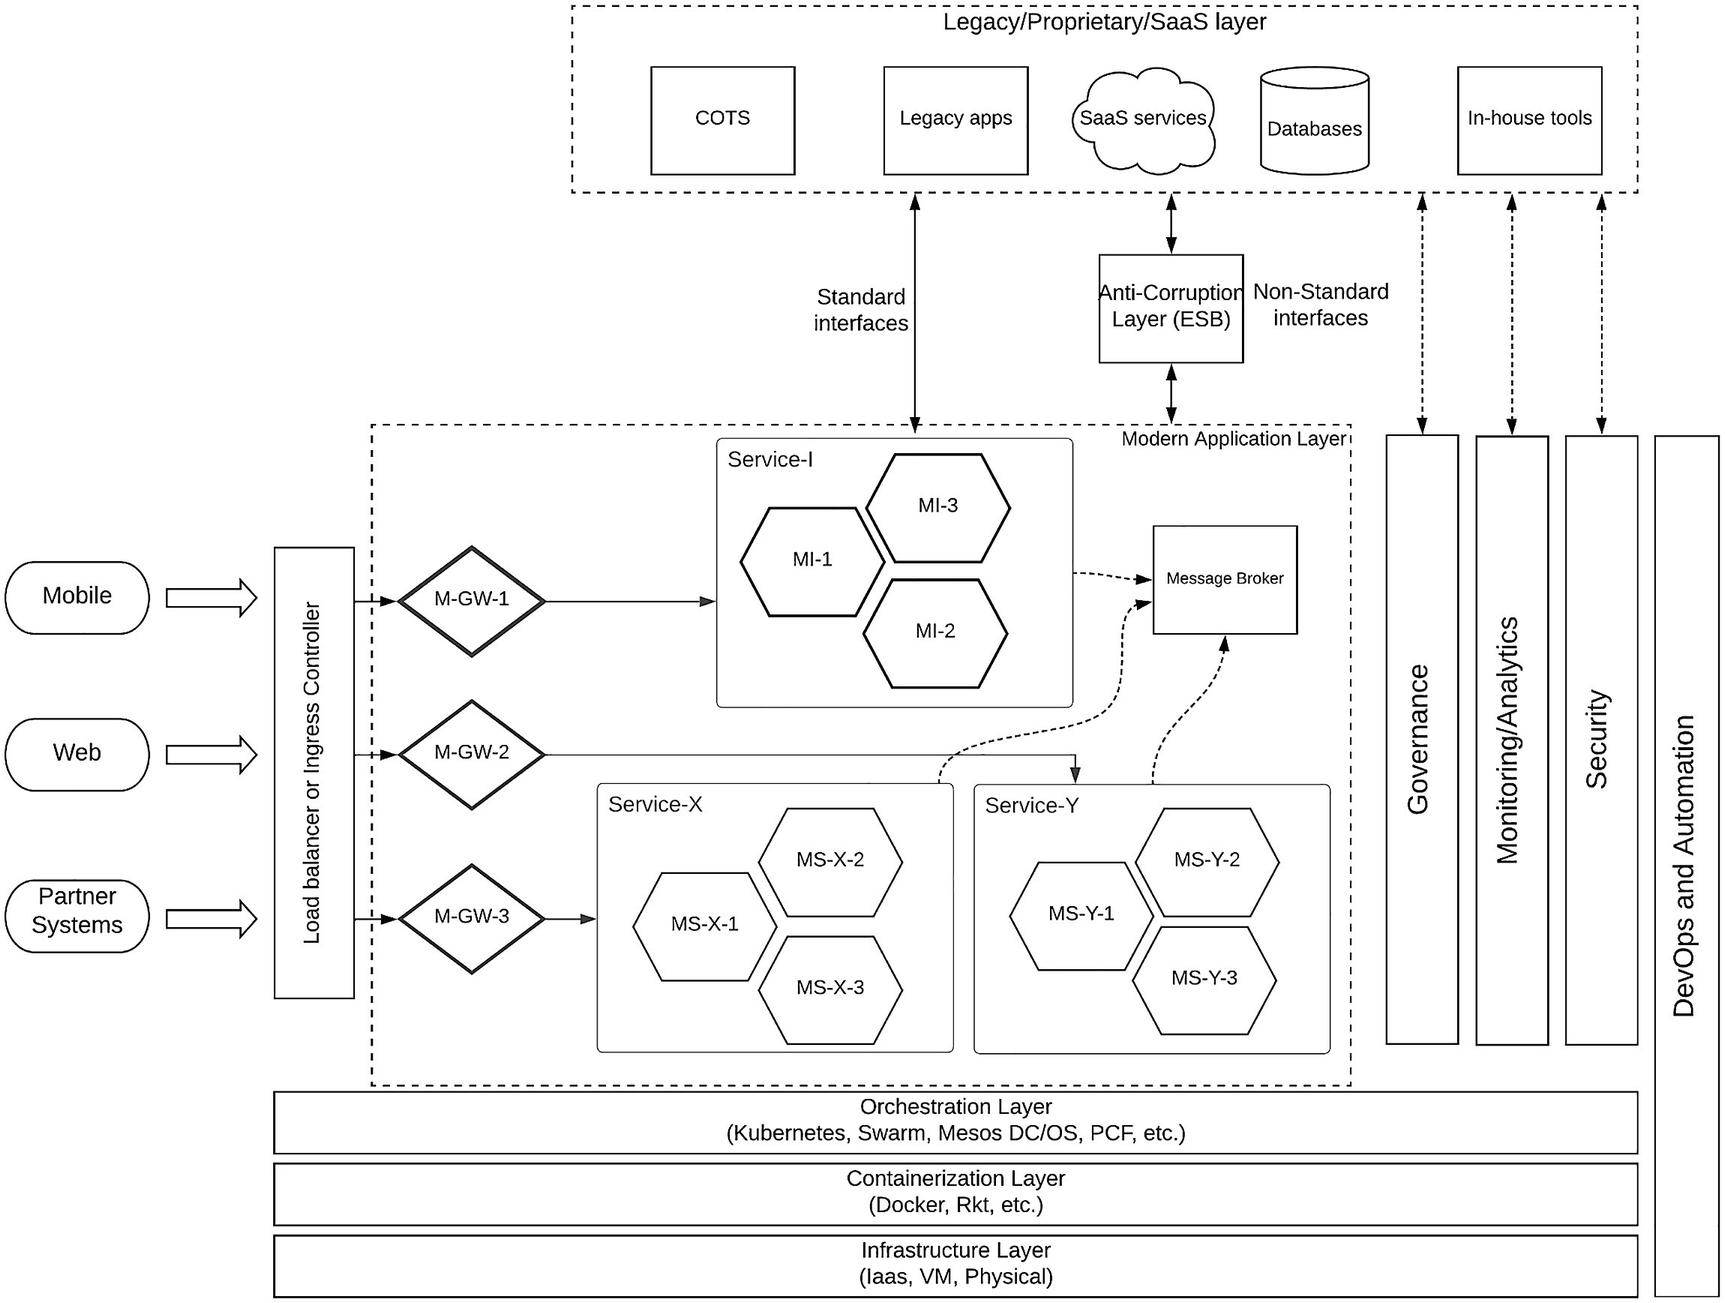 Legacy/Proprietary/SaaS layer
COTS
Legacy apps
SaaS services
Databases
In-house tools
Standard
interfaces
Anti-Corruption
Layer (ESB)
Non-Standard
interfaces
Modern Application Layer
Service-I
MI-3
MI-1
MI-2
Message Broker
Mobile
Web
Partner
Systems
Load balancer or Ingress Controller
M-GW-1
M-GW-2
M-GW-3
Service-X
MS-X-2
MS-X-1
MS-X-3
Service-Y
MS-Y-2
MS-Y-1
MS-Y-3
Governance
Monitoring/Analytics
Security
DevOps and Automation
Orchestration Layer
(Kubernetes, Swarm, Mesos DC/OS, PCF, etc.)
Containerization Layer
(Docker, Rkt, etc.)
Infrastructure Layer
(Iaas, VM, Physical)